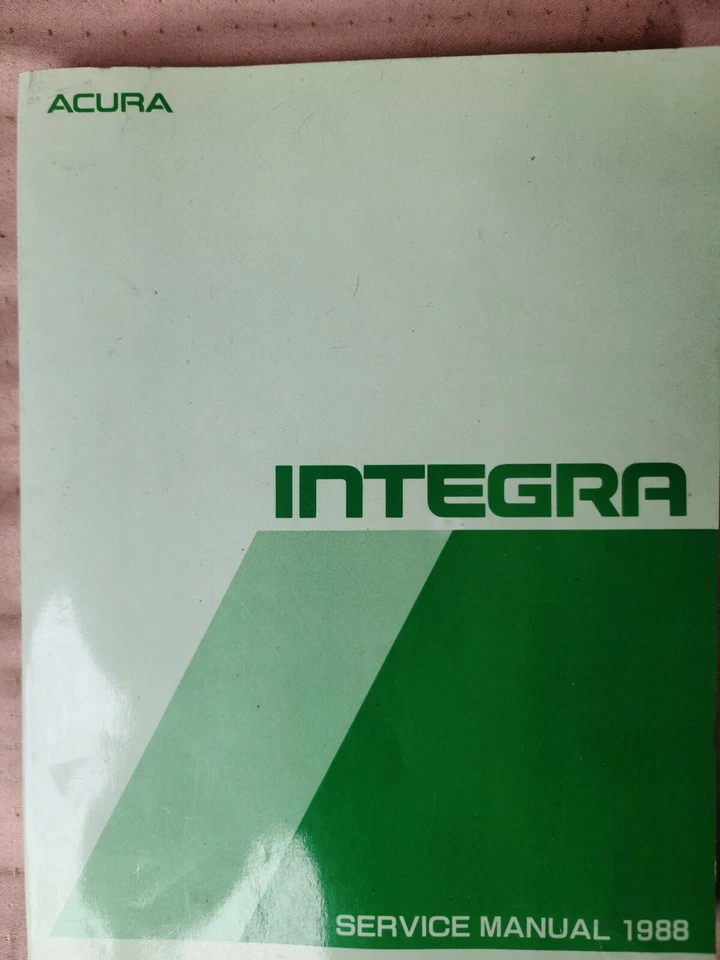 ACURA
INTEGRA
SERVICE MANUAL 1988